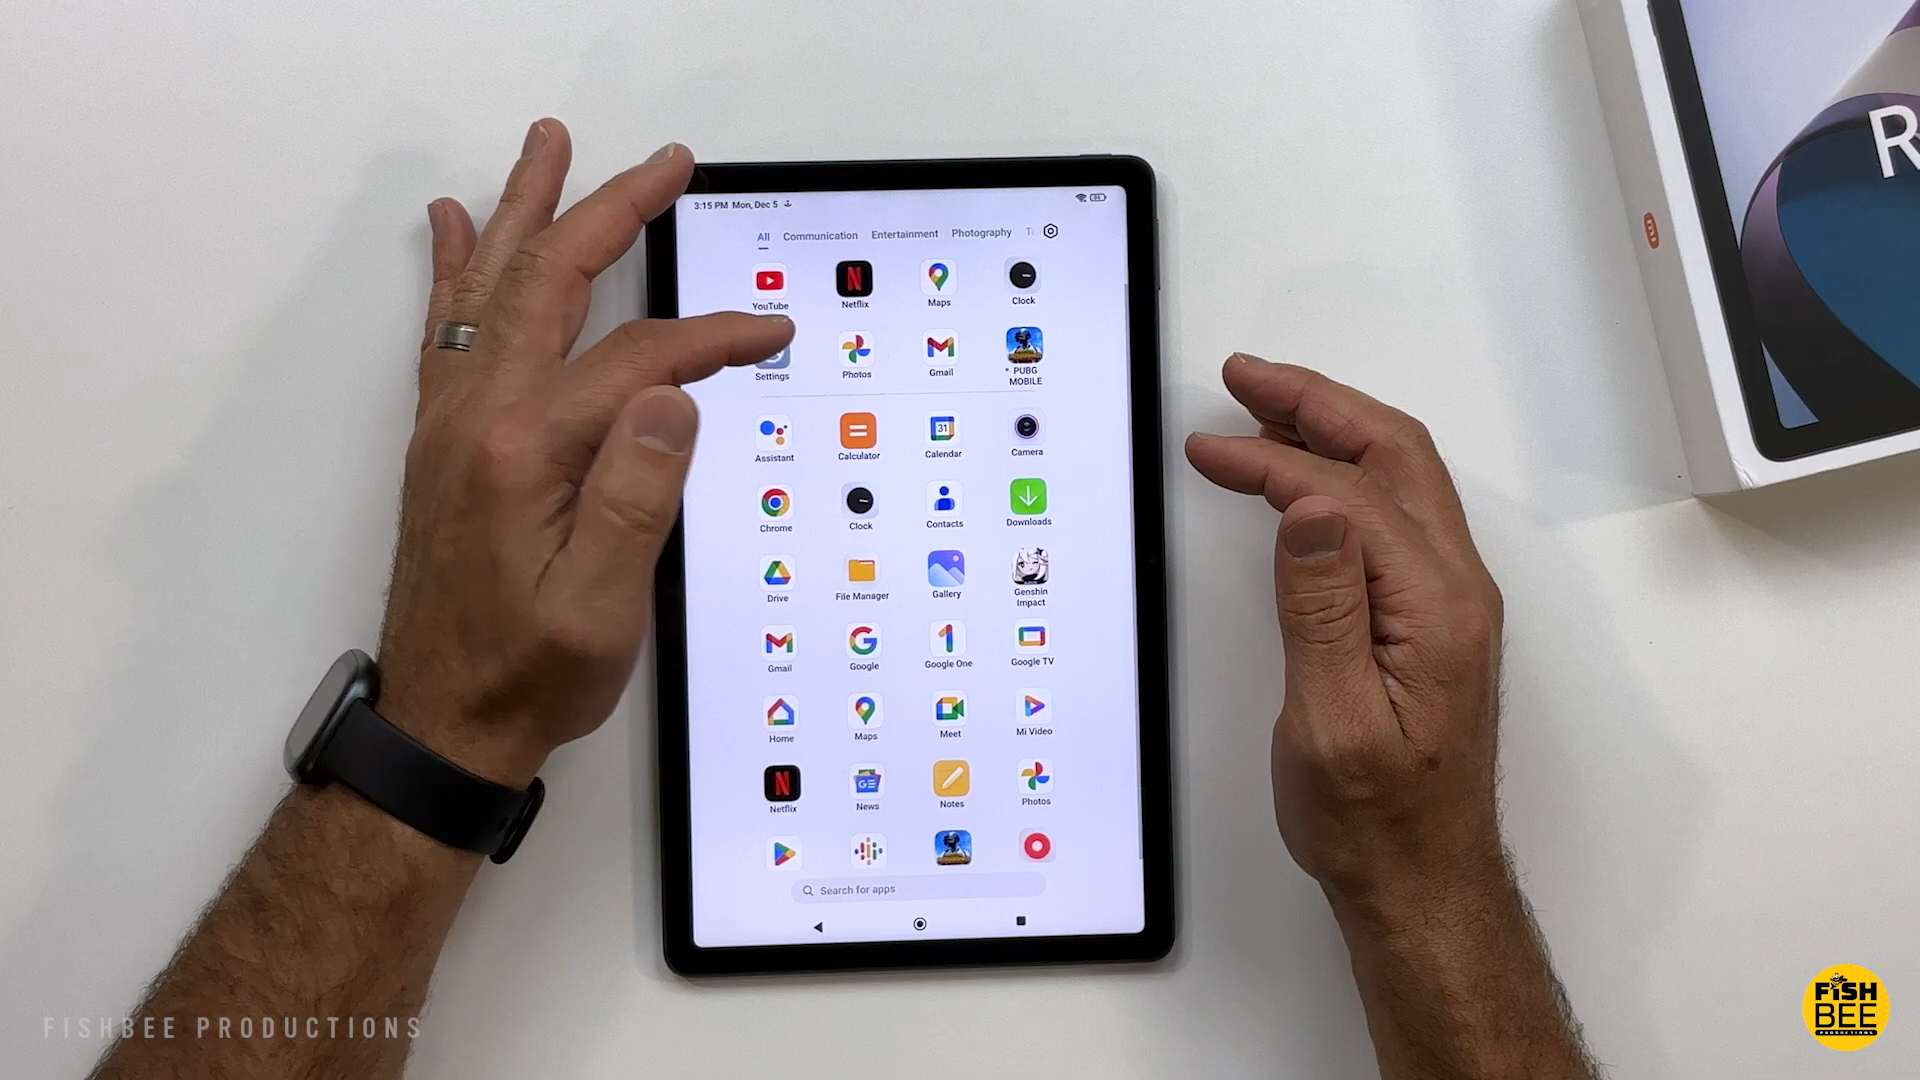 3:15 PM Mon, Dec 5
All Communication Entertainment Photography
YouTube Netflix Maps Clock
Settings Photos Gmail PUBG MOBILE
Assistant Calculator Calendar Camera
31
Chrome Clock Contacts Downloads
Drive File Manager Gallery Genshin Impact
Gmail Google Google One Google TV
Home Maps Meet Mi Video
Netflix News Notes Photos
Search for apps
R
FISHBEE PRODUCTIONS
FISH
BEE
PRODUCTIONS